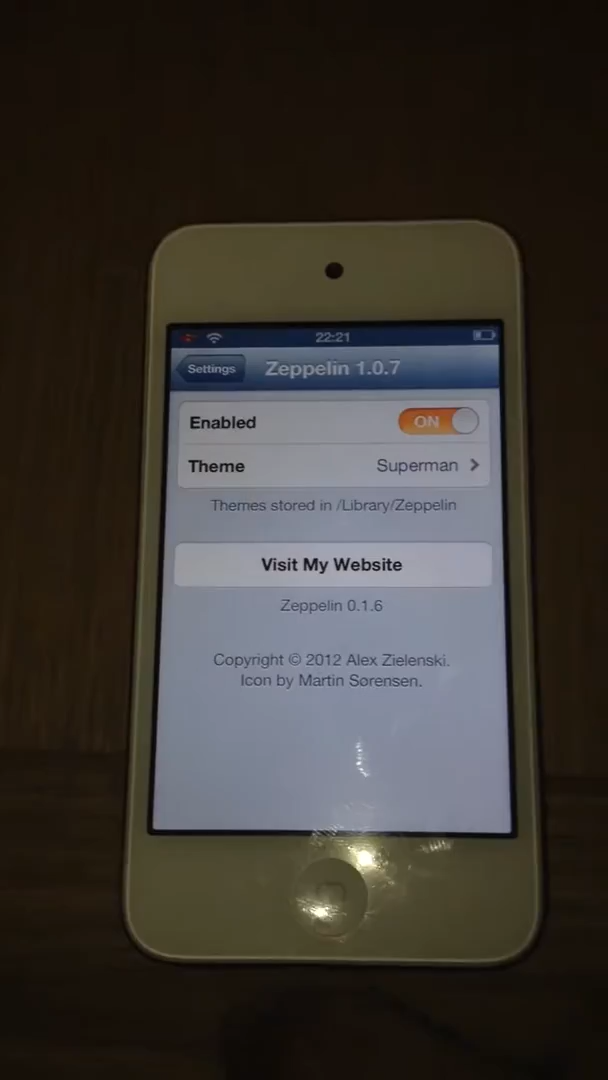 22:21
Settings
Zeppelin 1.0.7
Enabled
ON
Theme
Superman
Themes stored in /Library/Zeppelin
Visit My Website
Zeppelin 0.1.6
Copyright © 2012 Alex Zielenski.
Icon by Martin Sørensen.